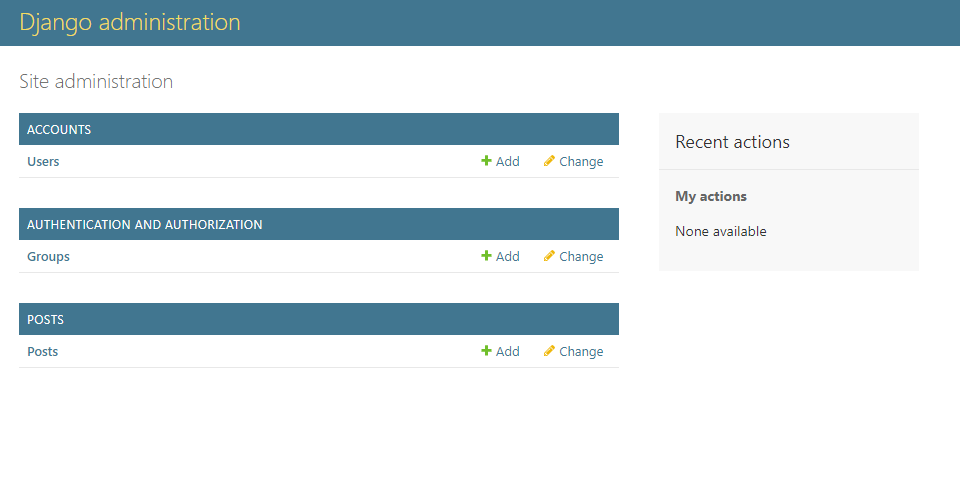 Django administration
Site administration
ACCOUNTS
Users Add Change
AUTHENTICATION AND AUTHORIZATION
Groups Add Change
POSTS
Posts Add Change
Recent actions
My actions
None available